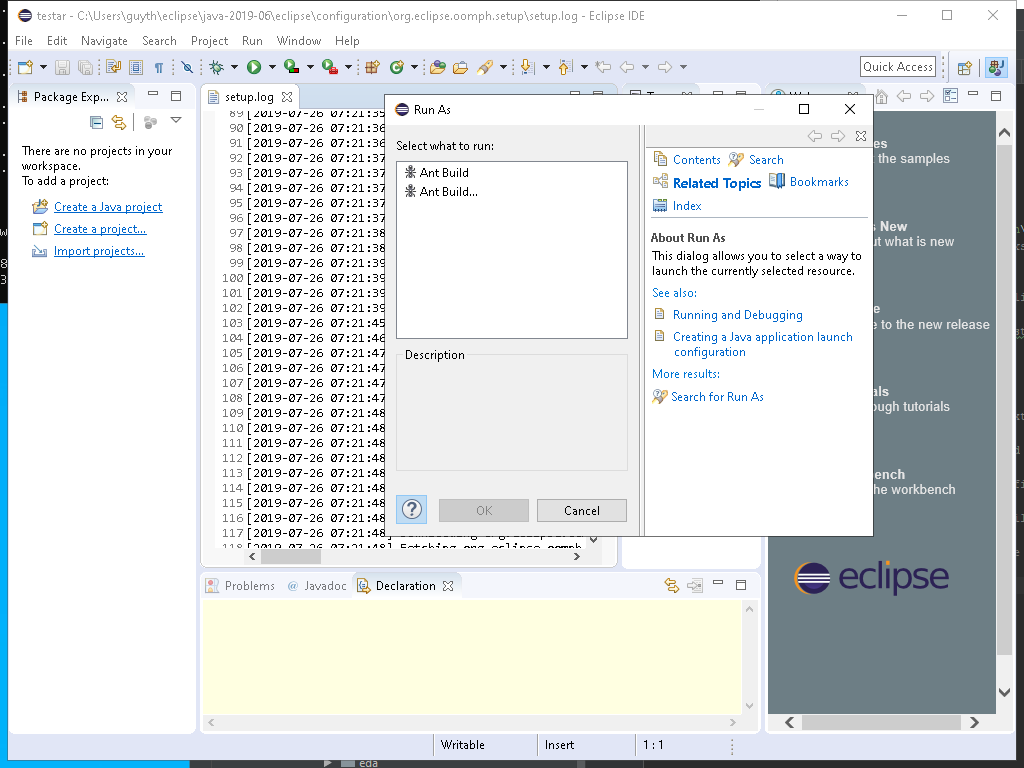 testar - C:\Users\guyth\eclipse\java-2019-06\eclipse\configuration\org.eclipse.oomph.setup\setup.log - Eclipse IDE
File Edit Navigate Search Project Run Window Help
Quick Access
Package Exp...
There are no projects in your
workspace.
To add a project:
Create a Java project
Create a project...
Import projects...
setup.log
89 [2019-07-26 07:21:35
90 [2019-07-26 07:21:36
91 [2019-07-26 07:21:36
92 [2019-07-26 07:21:37
93 [2019-07-26 07:21:37
94 [2019-07-26 07:21:37
95 [2019-07-26 07:21:37
96 [2019-07-26 07:21:37
97 [2019-07-26 07:21:38
98 [2019-07-26 07:21:38
99 [2019-07-26 07:21:39
100 [2019-07-26 07:21:39
101 [2019-07-26 07:21:39
102 [2019-07-26 07:21:39
103 [2019-07-26 07:21:45
104 [2019-07-26 07:21:46
105 [2019-07-26 07:21:47
106 [2019-07-26 07:21:47
107 [2019-07-26 07:21:47
108 [2019-07-26 07:21:47
109 [2019-07-26 07:21:48
110 [2019-07-26 07:21:48
111 [2019-07-26 07:21:48
112 [2019-07-26 07:21:48
113 [2019-07-26 07:21:48
114 [2019-07-26 07:21:48
115 [2019-07-26 07:21:48
116 [2019-07-26 07:21:48
117 [2019-07-26 07:21:48]
118 [2019-07-26 07:21:48] Fetching org.eclipse.oomph
Run As
Select what to run:
Ant Build
Ant Build...
Description
OK Cancel
Contents Search
Related Topics Bookmarks
Index
About Run As
This dialog allows you to select a way to
launch the currently selected resource.
See also:
Running and Debugging
Creating a Java application launch
configuration
More results:
Search for Run As
the samples
New
what is new
to the new release
tutorials
the workbench
eclipse
Problems @ Javadoc Declaration
Writable Insert 1 : 1
eda